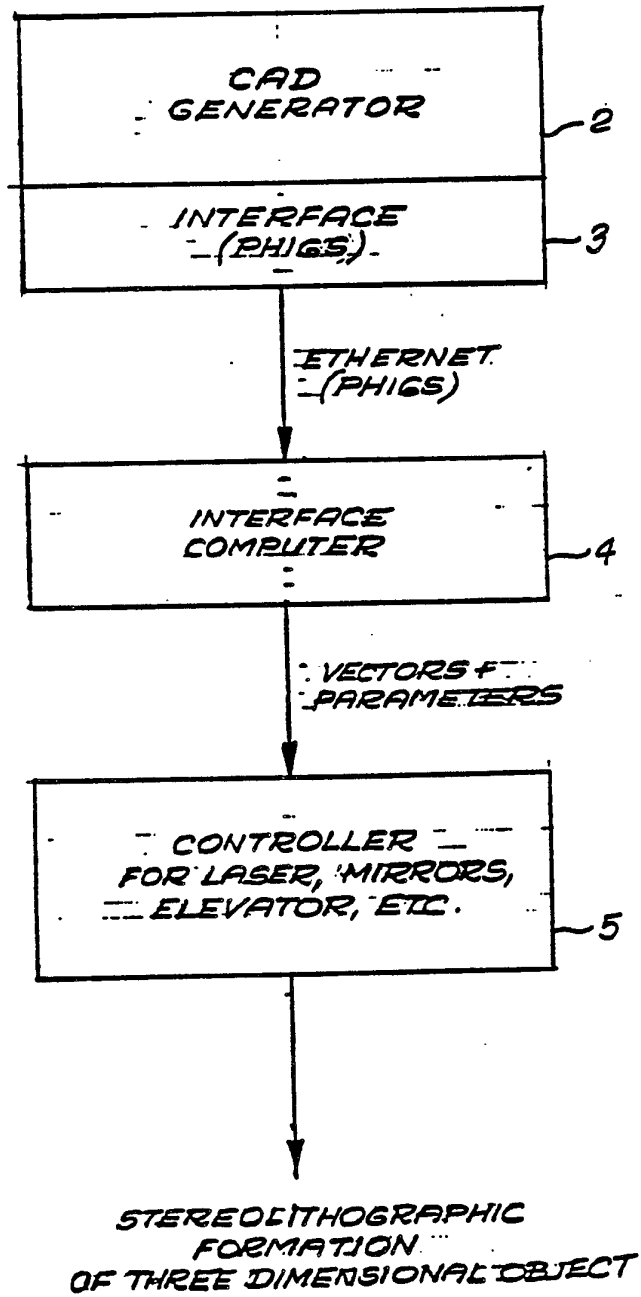 CAD
GENERATOR
2
INTERFACE
(PHIGS)
3
ETHERNET
(PHIGS)
INTERFACE
COMPUTER
4
VECTORS &
PARAMETERS
CONTROLLER
FOR LASER, MIRRORS,
ELEVATOR, ETC.
5
STEREOLITHOGRAPHIC
FORMATION
OF THREE DIMENSIONAL OBJECT